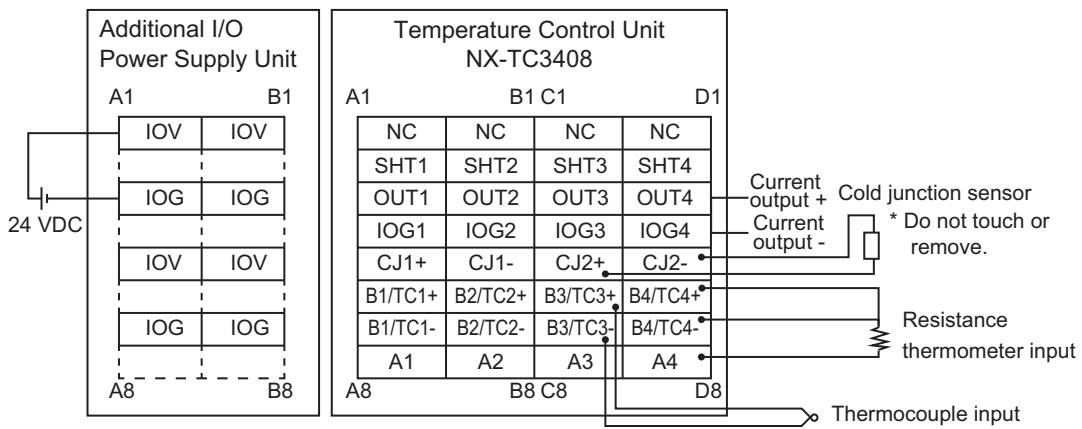 Additional I/O
Power Supply Unit
A1 B1
IOV IOV
IOG IOG
IOV IOV
IOG IOG
A8 B8
24 VDC
Temperature Control Unit
NX-TC3408
A1 B1 C1 D1
NC NC NC NC
SHT1 SHT2 SHT3 SHT4
OUT1 OUT2 OUT3 OUT4
IOG1 IOG2 IOG3 IOG4
CJ1+ CJ1- CJ2+ CJ2-
B1/TC1+ B2/TC2+ B3/TC3+ B4/TC4+
B1/TC1- B2/TC2- B3/TC3- B4/TC4-
A1 A2 A3 A4
A8 B8 C8 D8
Current
output +
Current
output -
Cold junction sensor
* Do not touch or
remove.
Resistance
thermometer input
Thermocouple input